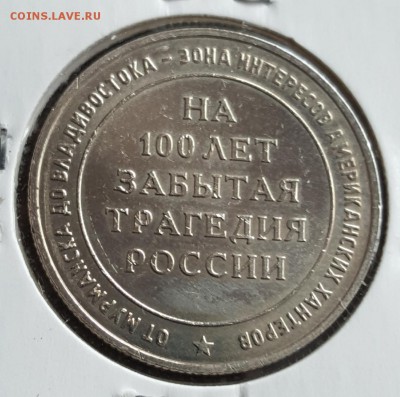 COINS.LAVE.RU
ОТ МУРМАНСКА ДО ВЛАДИВОСТОКА - ЗОНА ИНТЕРЕСОВ АМЕРИКАНСКИХ ХАНТЕРОВ
НА
100 ЛЕТ
ЗАБЫТАЯ
ТРАГЕДИЯ
РОССИИ